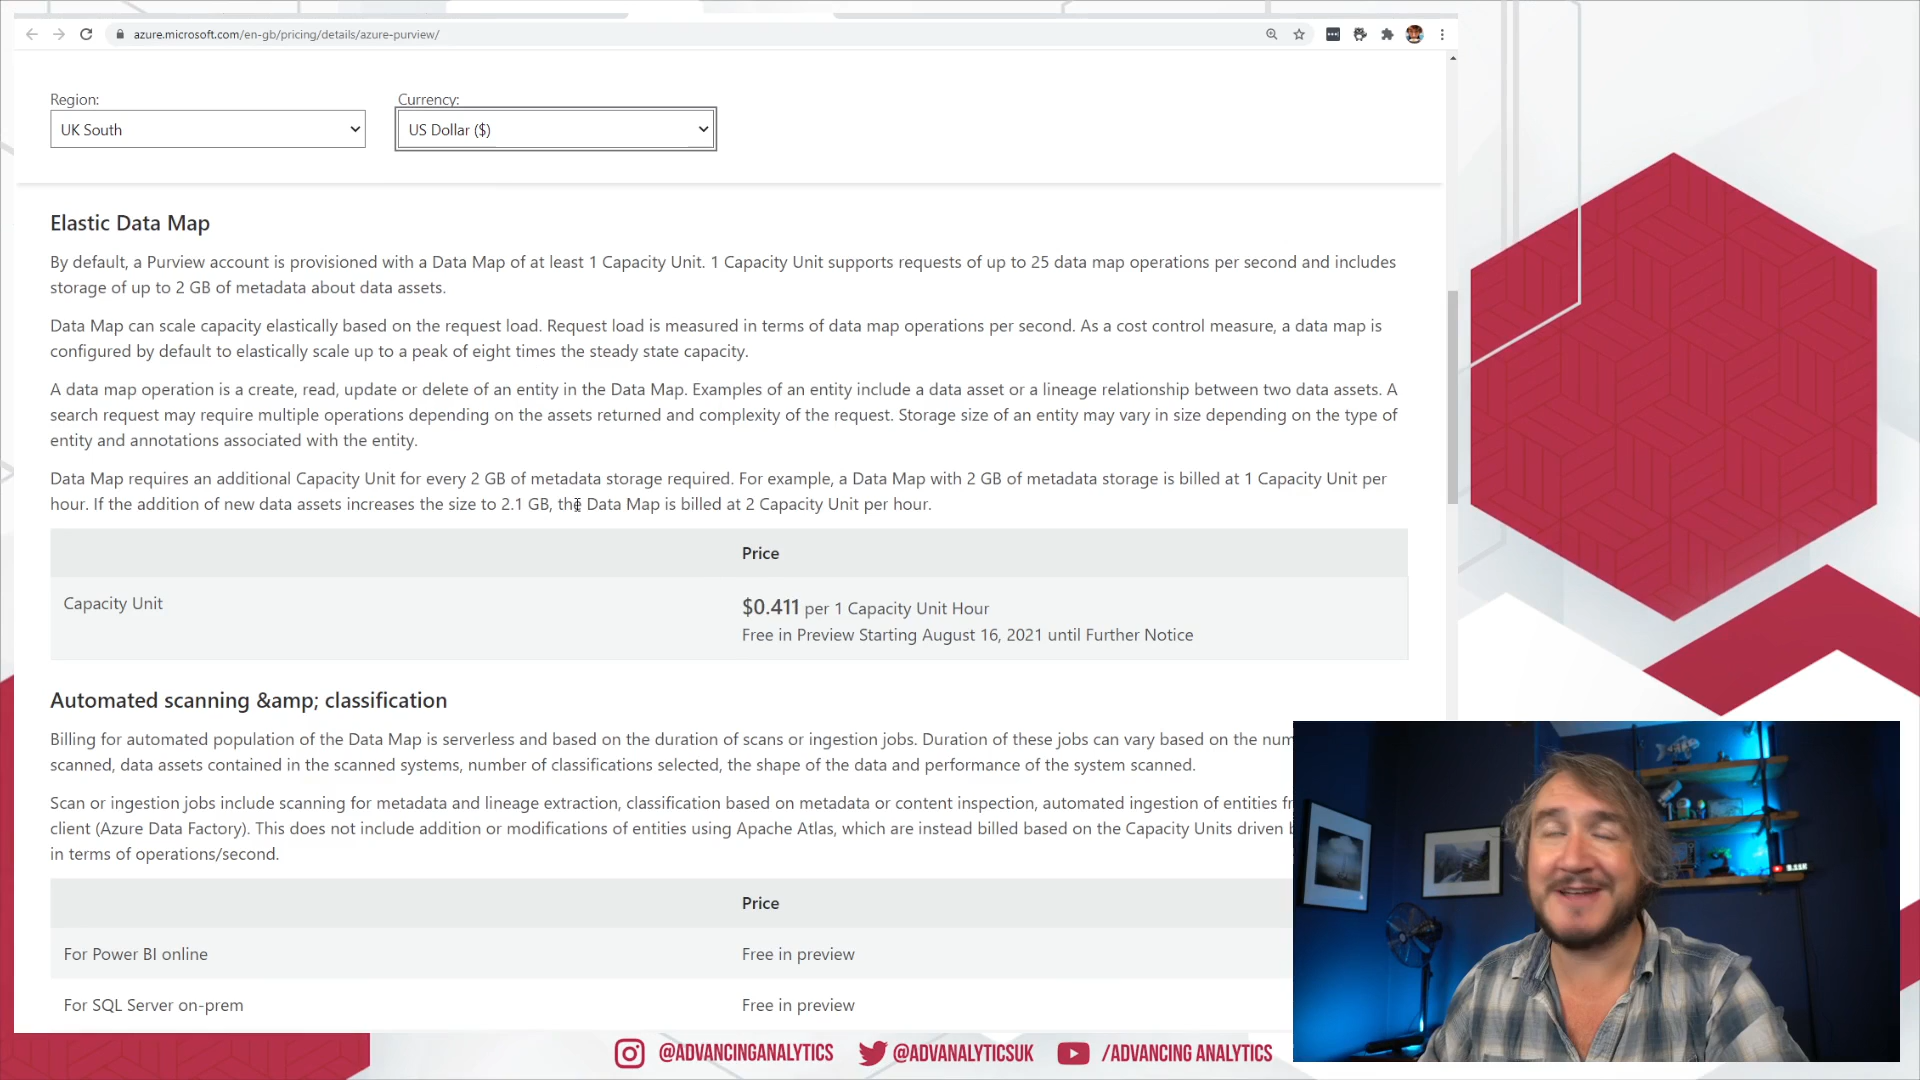 azure.microsoft.com/en-gb/pricing/details/azure-purview/
Region:
Currency:
UK South
US Dollar ($)
Elastic Data Map
By default, a Purview account is provisioned with a Data Map of at least 1 Capacity Unit. 1 Capacity Unit supports requests of up to 25 data map operations per second and includes
storage of up to 2 GB of metadata about data assets.
Data Map can scale capacity elastically based on the request load. Request load is measured in terms of data map operations per second. As a cost control measure, a data map is
configured by default to elastically scale up to a peak of eight times the steady state capacity.
A data map operation is a create, read, update or delete of an entity in the Data Map. Examples of an entity include a data asset or a lineage relationship between two data assets. A
search request may require multiple operations depending on the assets returned and complexity of the request. Storage size of an entity may vary in size depending on the type of
entity and annotations associated with the entity.
Data Map requires an additional Capacity Unit for every 2 GB of metadata storage required. For example, a Data Map with 2 GB of metadata storage is billed at 1 Capacity Unit per
hour. If the addition of new data assets increases the size to 2.1 GB, the Data Map is billed at 2 Capacity Unit per hour.
Price
Capacity Unit
$0.411 per 1 Capacity Unit Hour
Free in Preview Starting August 16, 2021 until Further Notice
Automated scanning &amp; classification
Billing for automated population of the Data Map is serverless and based on the duration of scans or ingestion jobs. Duration of these jobs can vary based on the num
scanned, data assets contained in the scanned systems, number of classifications selected, the shape of the data and performance of the system scanned.
Scan or ingestion jobs include scanning for metadata and lineage extraction, classification based on metadata or content inspection, automated ingestion of entities fr
client (Azure Data Factory). This does not include addition or modifications of entities using Apache Atlas, which are instead billed based on the Capacity Units driven b
in terms of operations/second.
Price
For Power BI online
Free in preview
For SQL Server on-prem
Free in preview
@ADVANCINGANALYTICS
@ADVANALYTICSUK
/ADVANCING ANALYTICS